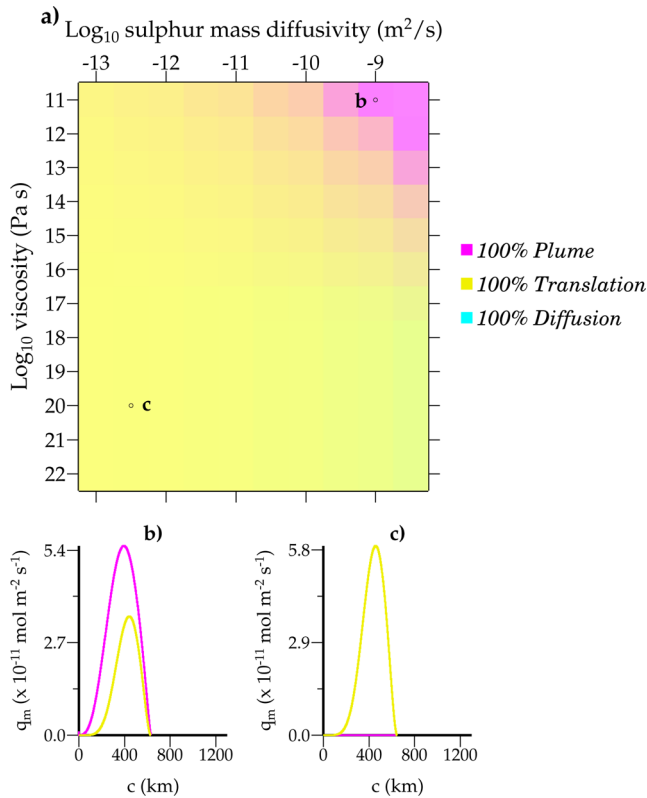 a)
Log₁₀ sulphur mass diffusivity (m²/s)
-13 -12 -11 -10 -9
Log₁₀ viscosity (Pa s)
11
12
13
14
15
16
17
18
19
20
21
22
b
c
100% Plume
100% Translation
100% Diffusion
b)
qₘ (x 10⁻¹¹ mol m⁻² s⁻¹)
5.4
2.7
0.0
0 400 800 1200
c (km)
c)
qₘ (x 10⁻¹¹ mol m⁻² s⁻¹)
5.8
2.9
0.0
0 400 800 1200
c (km)